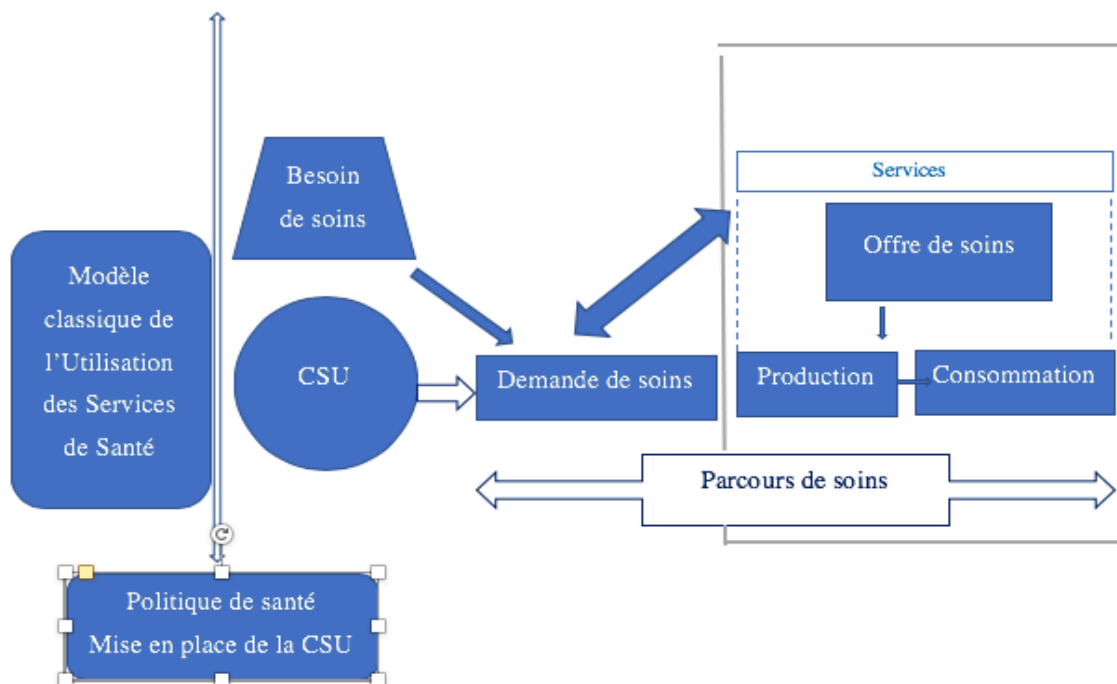 Besoin
de soins
Services
Offre de soins
Modèle
classique de
l'Utilisation
des Services
de Santé
CSU
Demande de soins
Production
Consommation
Parcours de soins
Politique de santé
Mise en place de la CSU